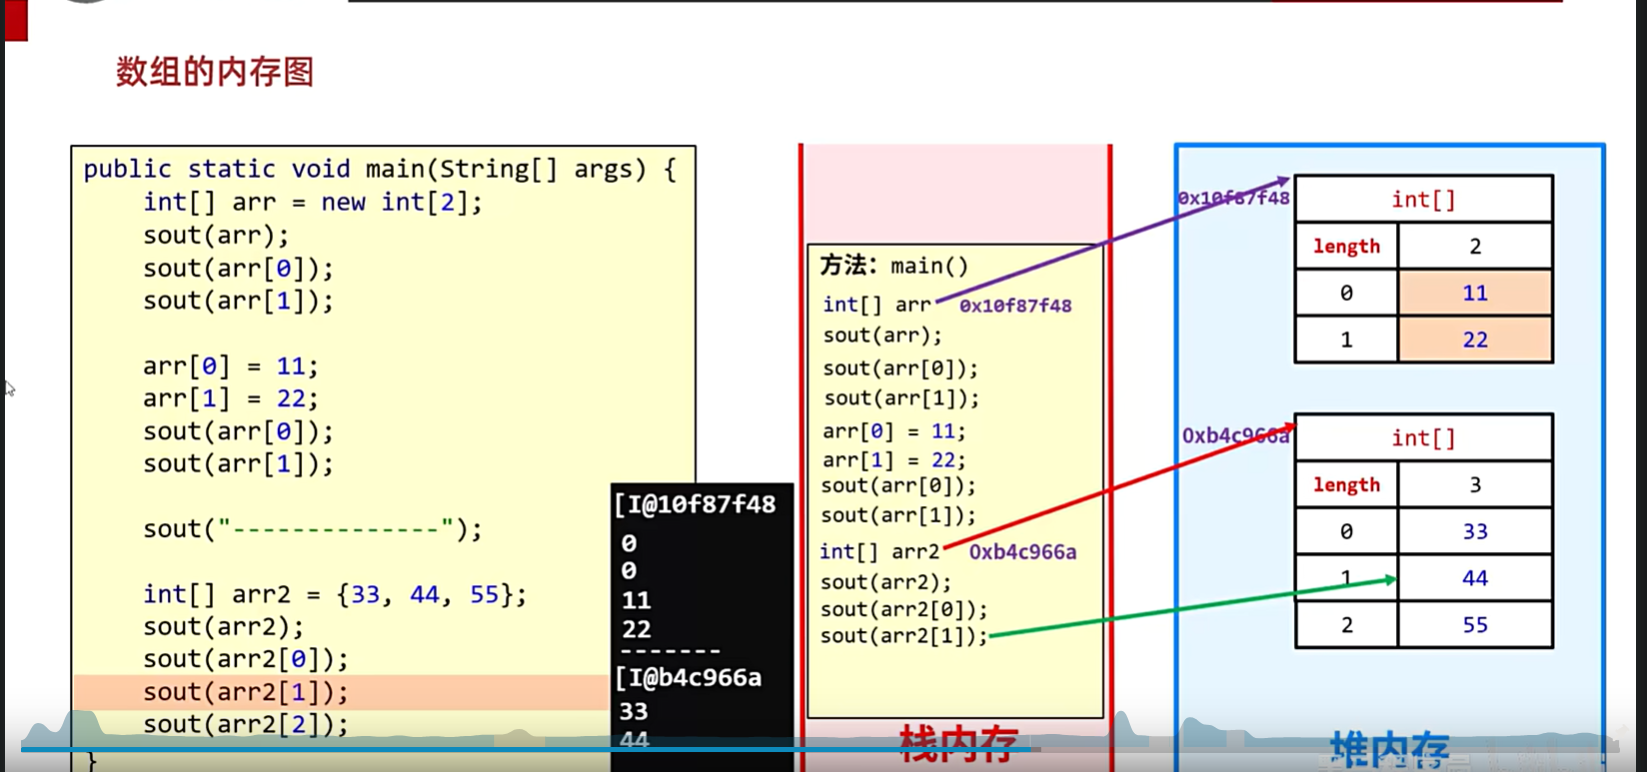 数组的内存图
public static void main(String[] args) {
int[] arr = new int[2];
sout(arr);
sout(arr[0]);
sout(arr[1]);
arr[0] = 11;
arr[1] = 22;
sout(arr[0]);
sout(arr[1]);
sout("--------------");
int[] arr2 = {33, 44, 55};
sout(arr2);
sout(arr2[0]);
sout(arr2[1]);
sout(arr2[2]);
}
[I@10f87f48
0
0
11
22
-------
[I@b4c966a
33
44
方法：main()
int[] arr 0x10f87f48
sout(arr);
sout(arr[0]);
sout(arr[1]);
arr[0] = 11;
arr[1] = 22;
sout(arr[0]);
sout(arr[1]);
int[] arr2 0xb4c966a
sout(arr2);
sout(arr2[0]);
sout(arr2[1]);
栈内存
0x10f87f48
int[]
length 2
0 11
1 22
0xb4c966a
int[]
length 3
0 33
1 44
2 55
堆内存